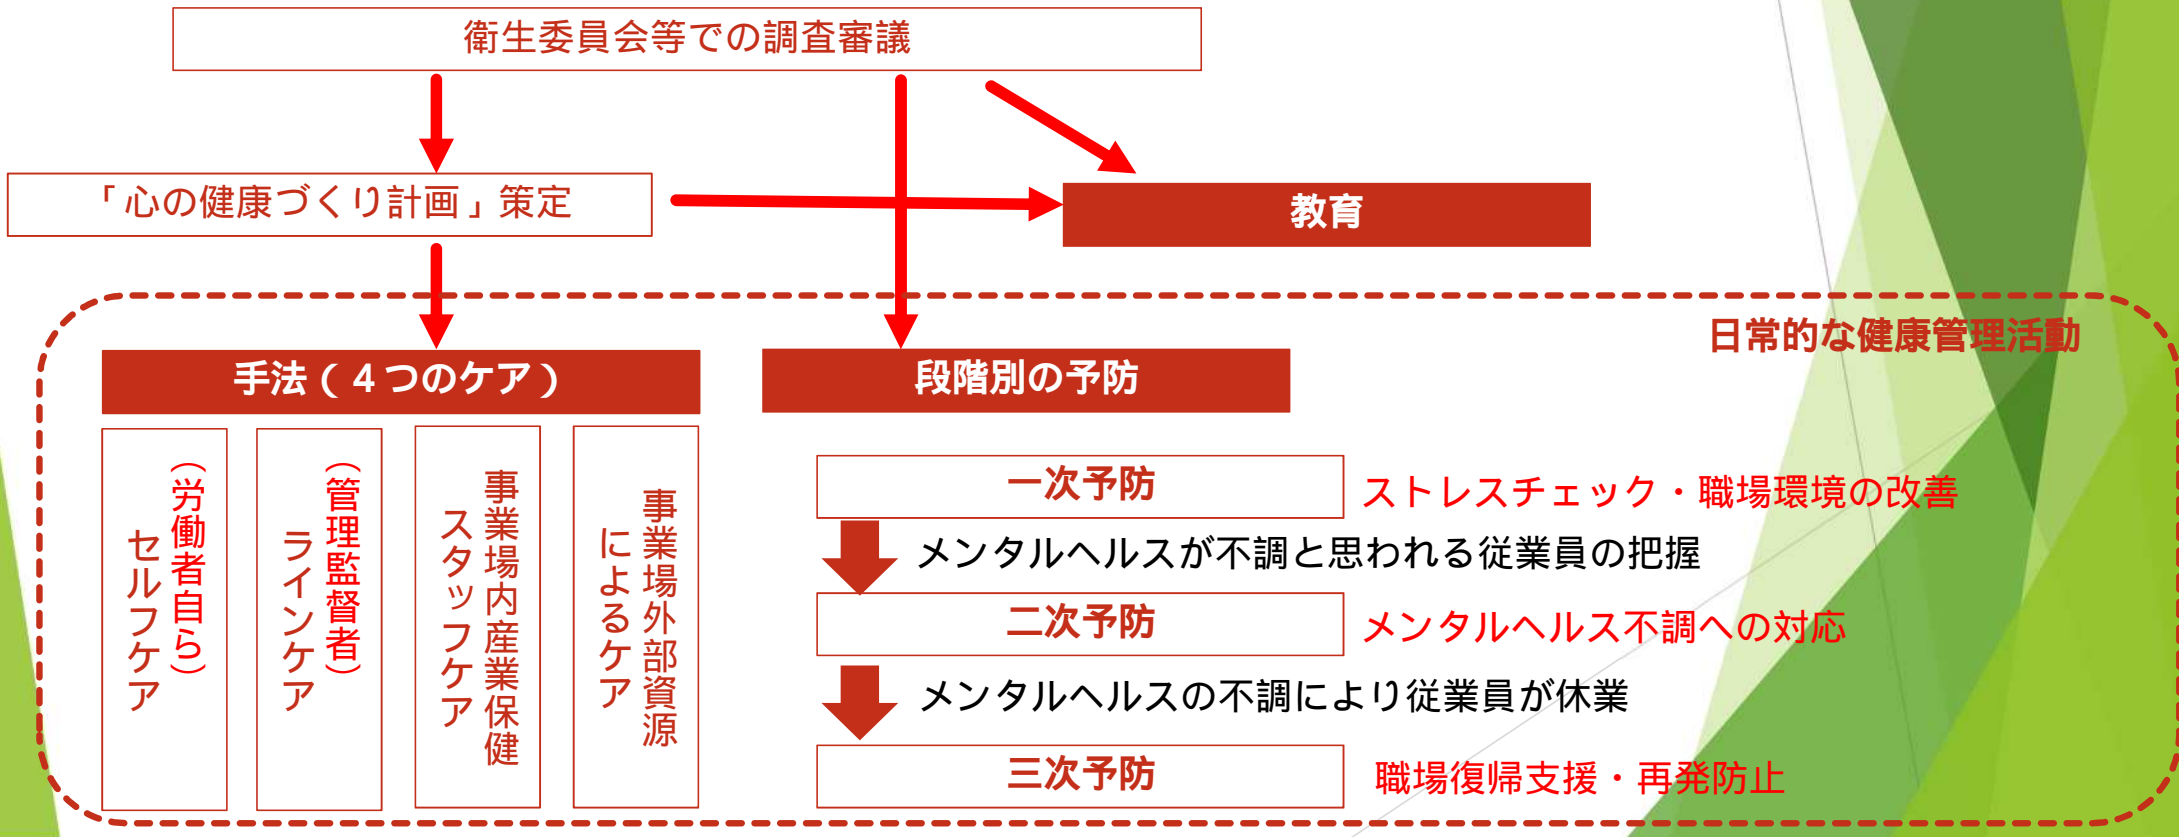 衛生委員会等での調査審議
「心の健康づくり計画」策定
教育
日常的な健康管理活動
手法（４つのケア）
段階別の予防
（労働者自ら）
セルフケア
（管理監督者）
ラインケア
事業場内産業保健
スタッフケア
事業場外部資源
によるケア
一次予防
ストレスチェック・職場環境の改善
メンタルヘルスが不調と思われる従業員の把握
二次予防
メンタルヘルス不調への対応
メンタルヘルスの不調により従業員が休業
三次予防
職場復帰支援・再発防止